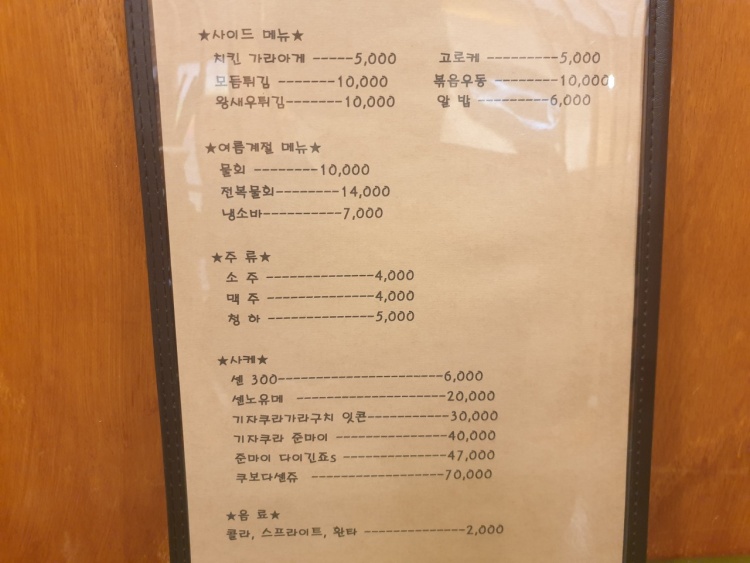 ★사이드 메뉴★
치킨 가라아게 -----5,000 고로케 ---------5,000
모듬튀김 -------10,000 볶음우동 ---------10,000
왕새우튀김-------10,000 알 밥 ---------6,000
★여름계절 메뉴★
물회 --------10,000
전복물회--------14,000
냉소바-----------7,000
★주 류★
소 주 ---------------4,000
맥 주 ---------------4,000
청 하 ---------------5,000
★사케★
센 300-----------------------6,000
센노유메 ---------------------20,000
기자쿠라가라구치 잇콘-----------30,000
기자쿠라 준마이 ---------------40,000
준마이 다이긴죠s --------------47,000
쿠보다센쥬 ------------------70,000
★음 료★
콜라, 스프라이트, 환타 --------------2,000